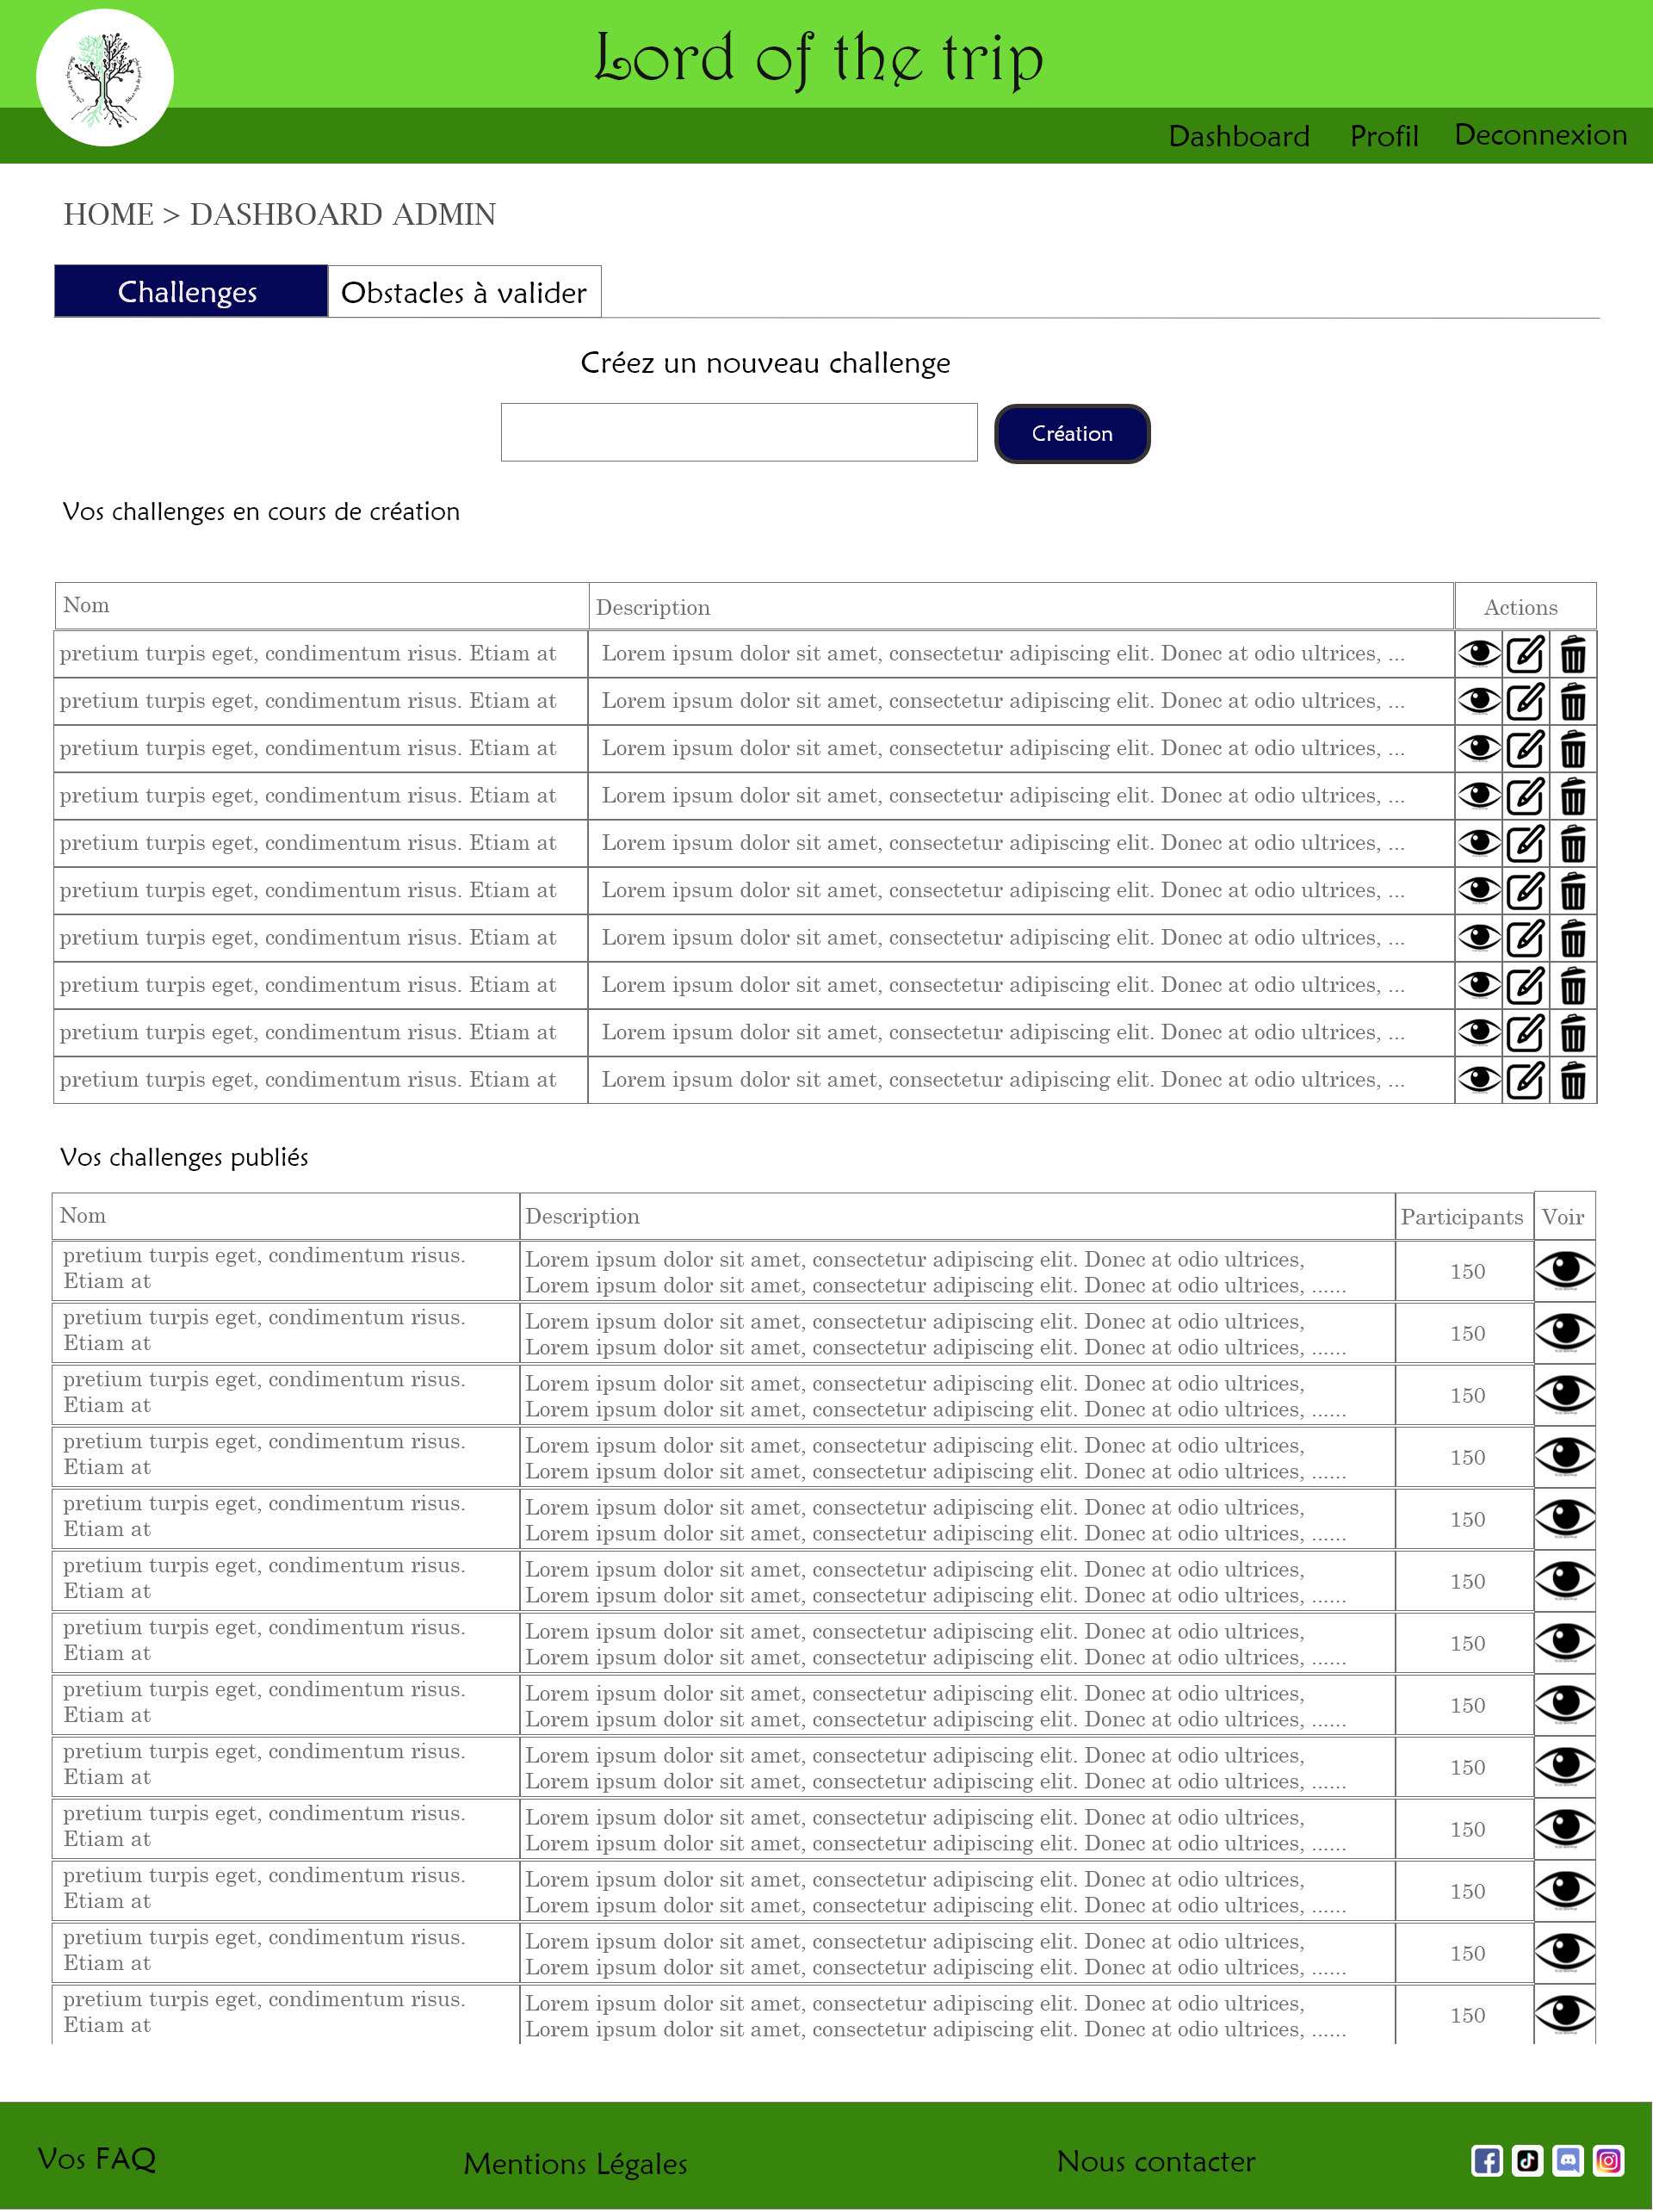 Lord of the trip
Dashboard Profil Deconnexion
HOME > DASHBOARD ADMIN
Challenges Obstacles à valider
Créez un nouveau challenge
Création
Vos challenges en cours de création
Nom Description Actions
pretium turpis eget, condimentum risus. Etiam at Lorem ipsum dolor sit amet, consectetur adipiscing elit. Donec at odio ultrices, ...
pretium turpis eget, condimentum risus. Etiam at Lorem ipsum dolor sit amet, consectetur adipiscing elit. Donec at odio ultrices, ...
pretium turpis eget, condimentum risus. Etiam at Lorem ipsum dolor sit amet, consectetur adipiscing elit. Donec at odio ultrices, ...
pretium turpis eget, condimentum risus. Etiam at Lorem ipsum dolor sit amet, consectetur adipiscing elit. Donec at odio ultrices, ...
pretium turpis eget, condimentum risus. Etiam at Lorem ipsum dolor sit amet, consectetur adipiscing elit. Donec at odio ultrices, ...
pretium turpis eget, condimentum risus. Etiam at Lorem ipsum dolor sit amet, consectetur adipiscing elit. Donec at odio ultrices, ...
pretium turpis eget, condimentum risus. Etiam at Lorem ipsum dolor sit amet, consectetur adipiscing elit. Donec at odio ultrices, ...
pretium turpis eget, condimentum risus. Etiam at Lorem ipsum dolor sit amet, consectetur adipiscing elit. Donec at odio ultrices, ...
pretium turpis eget, condimentum risus. Etiam at Lorem ipsum dolor sit amet, consectetur adipiscing elit. Donec at odio ultrices, ...
pretium turpis eget, condimentum risus. Etiam at Lorem ipsum dolor sit amet, consectetur adipiscing elit. Donec at odio ultrices, ...
Vos challenges publiés
Nom Description Participants Voir
pretium turpis eget, condimentum risus. Lorem ipsum dolor sit amet, consectetur adipiscing elit. Donec at odio ultrices, 150
Etiam at Lorem ipsum dolor sit amet, consectetur adipiscing elit. Donec at odio ultrices, ......
pretium turpis eget, condimentum risus. Lorem ipsum dolor sit amet, consectetur adipiscing elit. Donec at odio ultrices, 150
Etiam at Lorem ipsum dolor sit amet, consectetur adipiscing elit. Donec at odio ultrices, ......
pretium turpis eget, condimentum risus. Lorem ipsum dolor sit amet, consectetur adipiscing elit. Donec at odio ultrices, 150
Etiam at Lorem ipsum dolor sit amet, consectetur adipiscing elit. Donec at odio ultrices, ......
pretium turpis eget, condimentum risus. Lorem ipsum dolor sit amet, consectetur adipiscing elit. Donec at odio ultrices, 150
Etiam at Lorem ipsum dolor sit amet, consectetur adipiscing elit. Donec at odio ultrices, ......
pretium turpis eget, condimentum risus. Lorem ipsum dolor sit amet, consectetur adipiscing elit. Donec at odio ultrices, 150
Etiam at Lorem ipsum dolor sit amet, consectetur adipiscing elit. Donec at odio ultrices, ......
pretium turpis eget, condimentum risus. Lorem ipsum dolor sit amet, consectetur adipiscing elit. Donec at odio ultrices, 150
Etiam at Lorem ipsum dolor sit amet, consectetur adipiscing elit. Donec at odio ultrices, ......
pretium turpis eget, condimentum risus. Lorem ipsum dolor sit amet, consectetur adipiscing elit. Donec at odio ultrices, 150
Etiam at Lorem ipsum dolor sit amet, consectetur adipiscing elit. Donec at odio ultrices, ......
pretium turpis eget, condimentum risus. Lorem ipsum dolor sit amet, consectetur adipiscing elit. Donec at odio ultrices, 150
Etiam at Lorem ipsum dolor sit amet, consectetur adipiscing elit. Donec at odio ultrices, ......
pretium turpis eget, condimentum risus. Lorem ipsum dolor sit amet, consectetur adipiscing elit. Donec at odio ultrices, 150
Etiam at Lorem ipsum dolor sit amet, consectetur adipiscing elit. Donec at odio ultrices, ......
pretium turpis eget, condimentum risus. Lorem ipsum dolor sit amet, consectetur adipiscing elit. Donec at odio ultrices, 150
Etiam at Lorem ipsum dolor sit amet, consectetur adipiscing elit. Donec at odio ultrices, ......
pretium turpis eget, condimentum risus. Lorem ipsum dolor sit amet, consectetur adipiscing elit. Donec at odio ultrices, 150
Etiam at Lorem ipsum dolor sit amet, consectetur adipiscing elit. Donec at odio ultrices, ......
pretium turpis eget, condimentum risus. Lorem ipsum dolor sit amet, consectetur adipiscing elit. Donec at odio ultrices, 150
Etiam at Lorem ipsum dolor sit amet, consectetur adipiscing elit. Donec at odio ultrices, ......
pretium turpis eget, condimentum risus. Lorem ipsum dolor sit amet, consectetur adipiscing elit. Donec at odio ultrices, 150
Etiam at Lorem ipsum dolor sit amet, consectetur adipiscing elit. Donec at odio ultrices, ......
Vos FAQ Mentions Légales Nous contacter